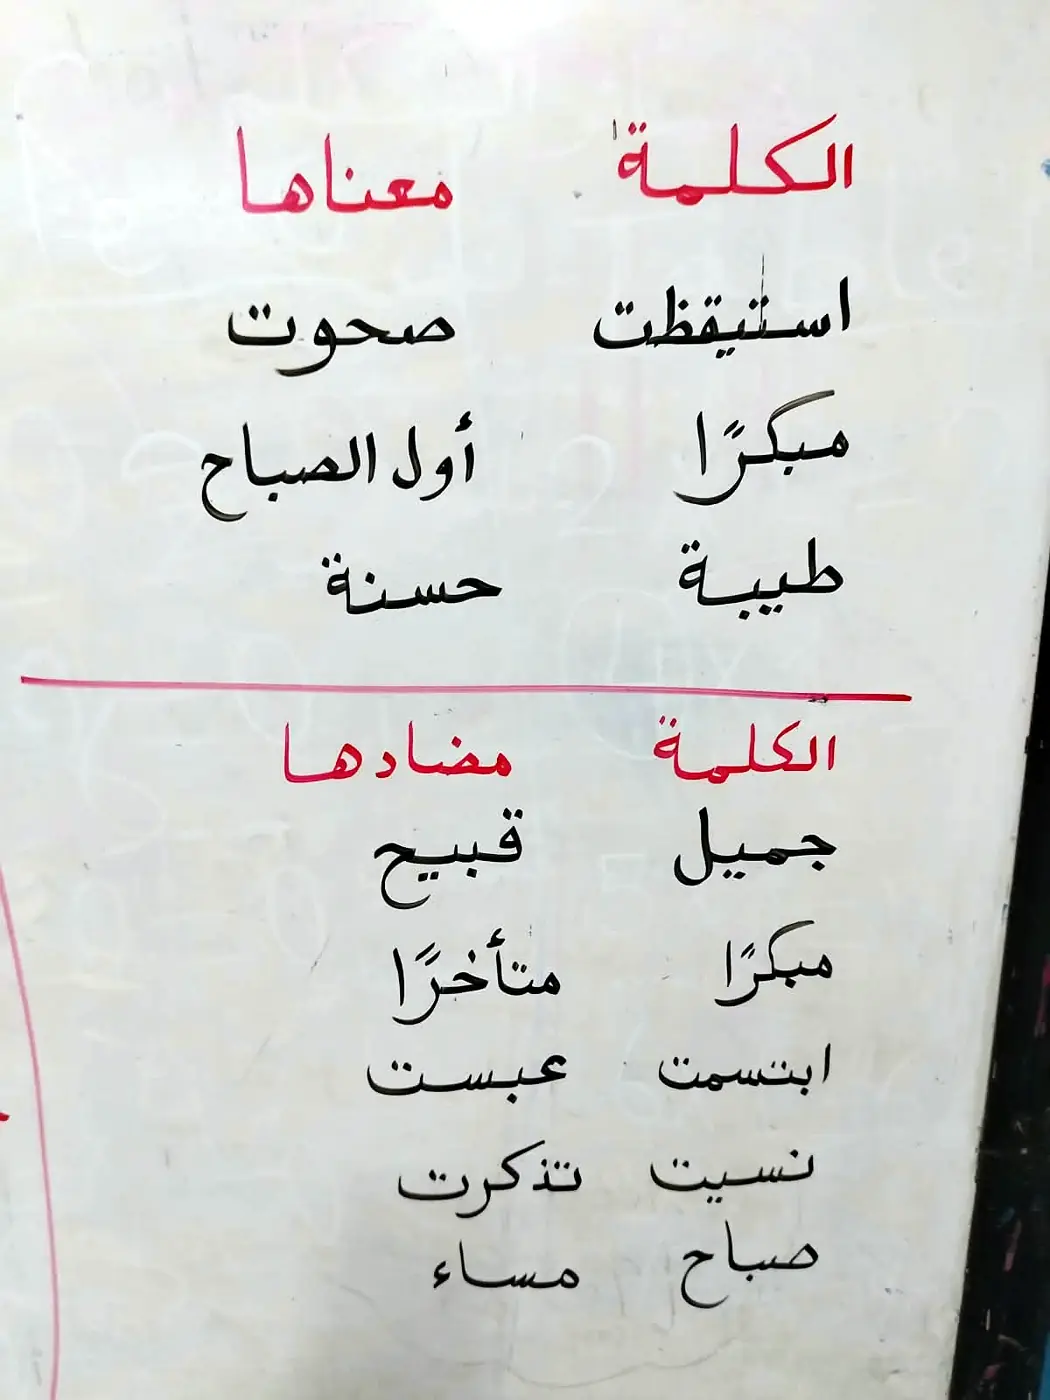 الكلمة معناها
استيقظت صحوت
مبكرًا أول الصباح
طيبة حسنة
الكلمة مضادها
جميل قبيح
مبكرًا متأخرًا
ابتسمت عبست
نسيت تذكرت
صباح مساء